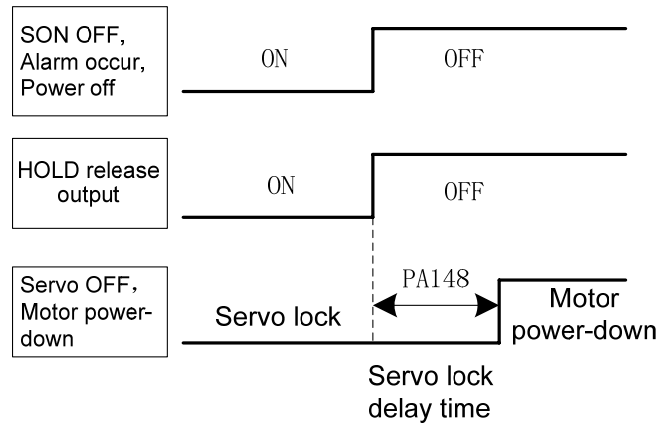 SON OFF,
Alarm occur,
Power off
ON
OFF
HOLD release
output
ON
OFF
Servo OFF,
Motor power-
down
Servo lock
PA148
Motor
power-down
Servo lock
delay time